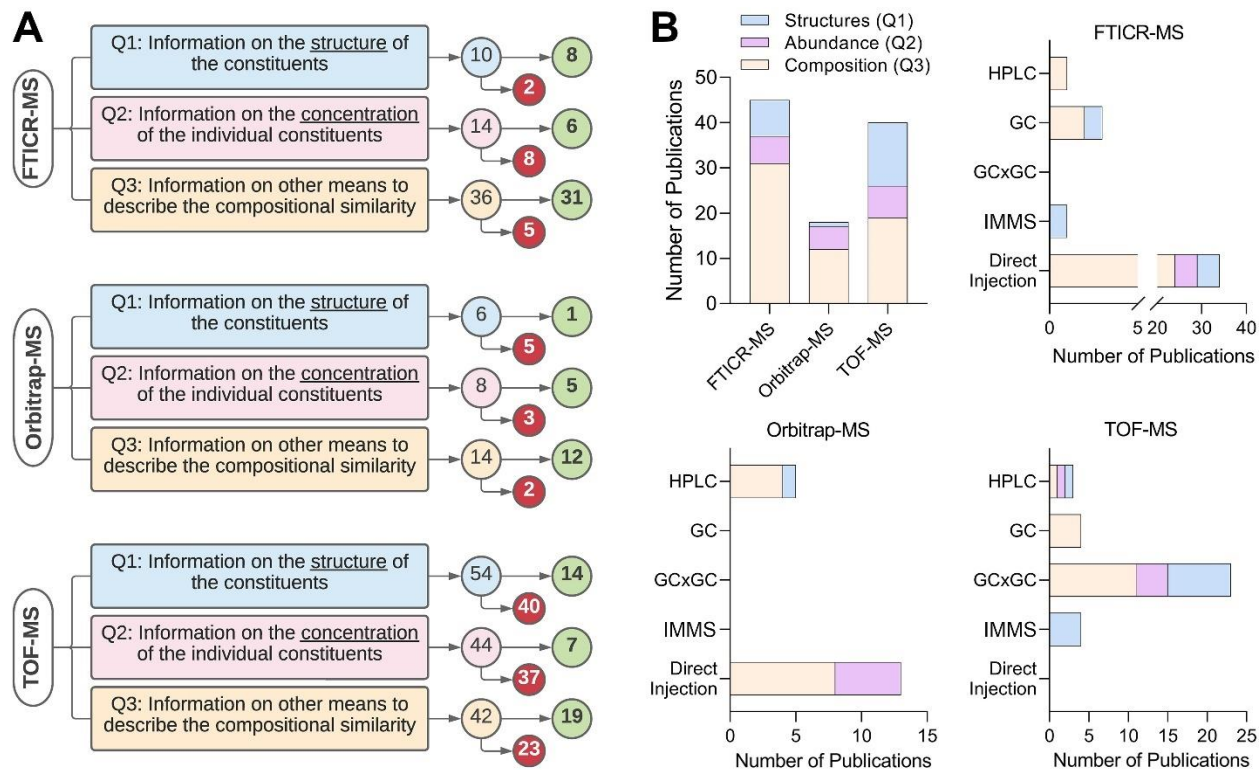 A
FTICR-MS
Q1: Information on the structure of
the constituents
10
8
2
Q2: Information on the concentration
of the individual constituents
14
6
8
Q3: Information on other means to
describe the compositional similarity
36
31
5
Orbitrap-MS
Q1: Information on the structure of
the constituents
6
1
5
Q2: Information on the concentration
of the individual constituents
8
5
3
Q3: Information on other means to
describe the compositional similarity
14
12
2
TOF-MS
Q1: Information on the structure of
the constituents
54
14
40
Q2: Information on the concentration
of the individual constituents
44
7
37
Q3: Information on other means to
describe the compositional similarity
42
19
23
B
Structures (Q1)
Abundance (Q2)
Composition (Q3)
Number of Publications
50
40
30
20
10
0
FTICR-MS
Orbitrap-MS
TOF-MS
FTICR-MS
HPLC
GC
GCxGC
IMMS
Direct
Injection
0 5 20 30 40
Number of Publications
Orbitrap-MS
HPLC
GC
GCxGC
IMMS
Direct
Injection
0 5 10 15
Number of Publications
TOF-MS
HPLC
GC
GCxGC
IMMS
Direct
Injection
0 5 10 15 20 25
Number of Publications